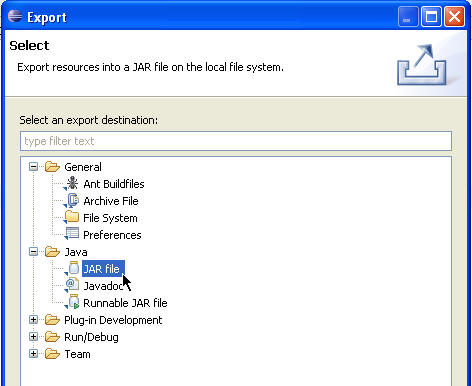 Export
Select
Export resources into a JAR file on the local file system.
Select an export destination:
type filter text
General
Ant Buildfiles
Archive File
File System
Preferences
Java
JAR file
Javadoc
Runnable JAR file
Plug-in Development
Run/Debug
Team